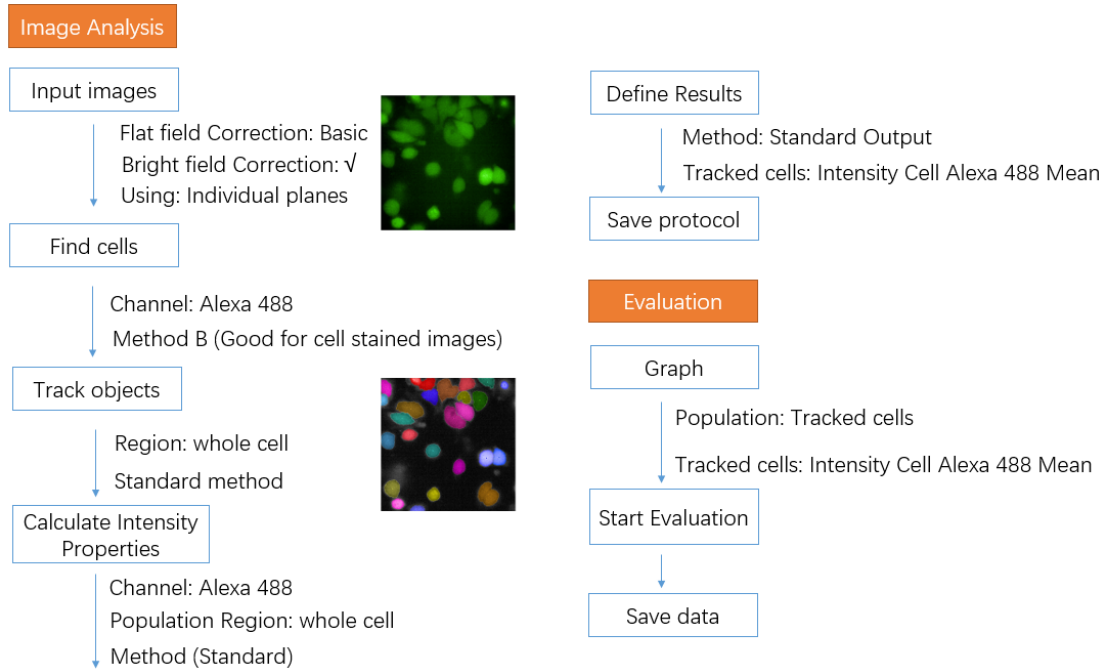 Image Analysis
Input images
Flat field Correction: Basic
Bright field Correction: √
Using: Individual planes
Find cells
Channel: Alexa 488
Method B (Good for cell stained images)
Track objects
Region: whole cell
Standard method
Calculate Intensity
Properties
Channel: Alexa 488
Population Region: whole cell
Method (Standard)
Define Results
Method: Standard Output
Tracked cells: Intensity Cell Alexa 488 Mean
Save protocol
Evaluation
Graph
Population: Tracked cells
Tracked cells: Intensity Cell Alexa 488 Mean
Start Evaluation
Save data